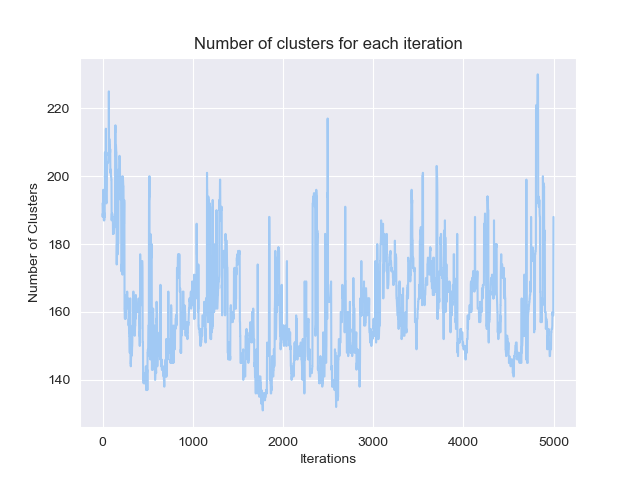 Number of clusters for each iteration
Number of Clusters
220
200
180
160
140
0 1000 2000 3000 4000 5000
Iterations